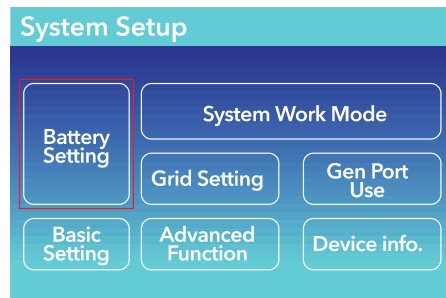 System Setup
Battery
Setting
System Work Mode
Grid Setting
Gen Port
Use
Basic
Setting
Advanced
Function
Device info.